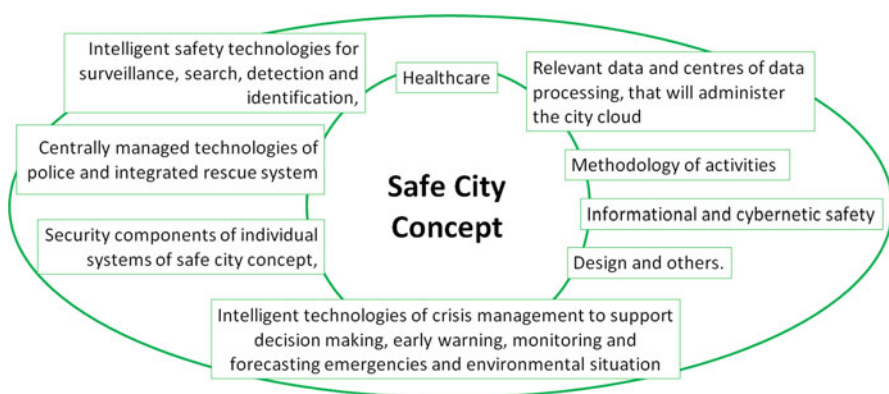 Intelligent safety technologies for
surveillance, search, detection and
identification,
Healthcare
Relevant data and centres of data
processing, that will administer
the city cloud
Centrally managed technologies of
police and integrated rescue system
Methodology of activities
Safe City
Concept
Informational and cybernetic safety
Security components of individual
systems of safe city concept,
Design and others.
Intelligent technologies of crisis management to support
decision making, early warning, monitoring and
forecasting emergencies and environmental situation